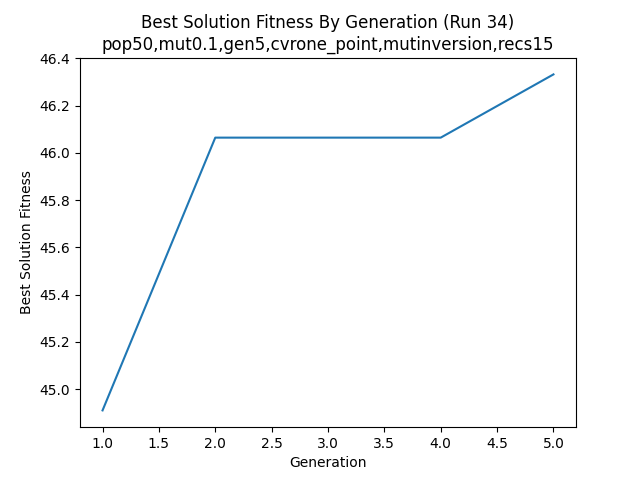 Best Solution Fitness By Generation (Run 34)
pop50,mut0.1,gen5,cvrone_point,mutinversion,recs15
46.4
46.2
46.0
45.8
45.6
45.4
45.2
45.0
Best Solution Fitness
1.0 1.5 2.0 2.5 3.0 3.5 4.0 4.5 5.0
Generation